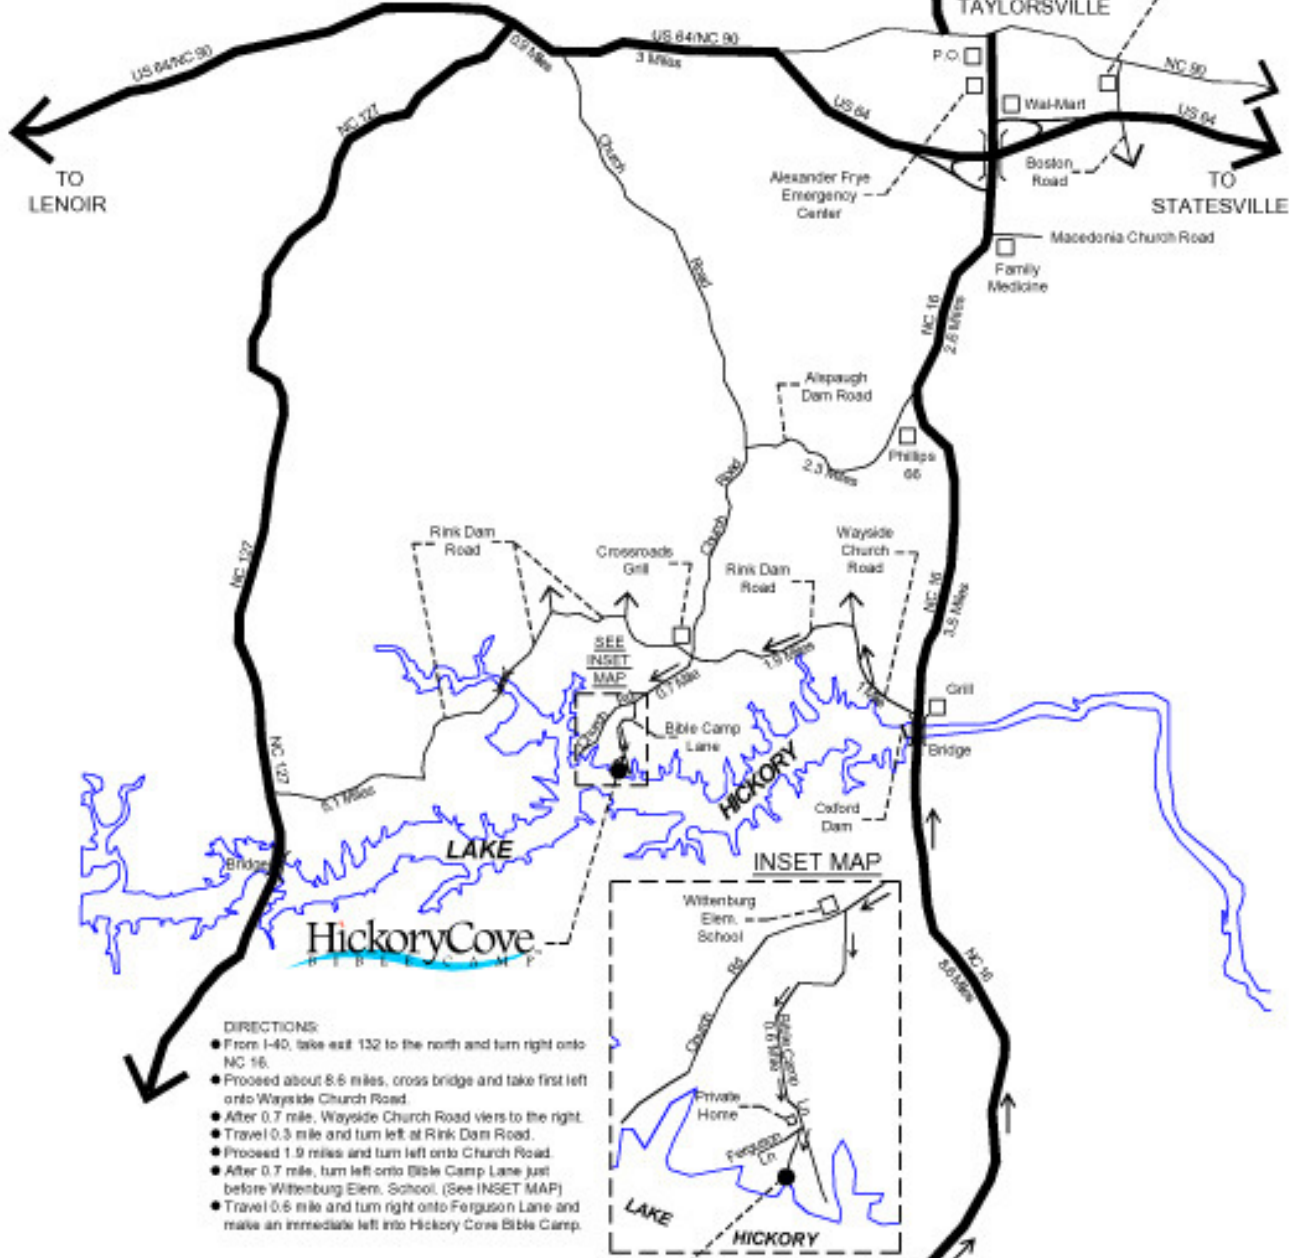 TAYLORSVILLE
US 64/NC 90
0.9 Miles
US 64/NC 90
3 Miles
P.O.
NC 90
Wal-Mart
US 64
US 64
NC 127
Church
TO
LENOIR
Alexander Frye
Emergency
Center
Boston
Road
TO
STATESVILLE
Macedonia Church Road
Family
Medicine
Road
NC 16
2.6 Miles
Alspaugh
Dam Road
Phillips
66
2.3 Miles
Road
Church
Rink Dam
Road
Crossroads
Grill
Rink Dam
Road
Wayside
Church
Road
NC 127
NC 16
3.8 Miles
SEE
INSET
MAP
1.9 Miles
0.7 Mile
1 Mile
Grill
Church
Rd
Bible Camp
Lane
Bridge
NC 127
HICKORY
Oxford
Dam
LAKE
Bridge
INSET MAP
HickoryCove
BIBLE CAMP
Wittenburg
Elem.
School
Rd
Church
Bible Camp
Ln
0.6 Mile
NC 16
8.6 Miles
Private
Home
Ferguson
Ln
LAKE
HICKORY
DIRECTIONS:
● From I-40, take exit 132 to the north and turn right onto
NC 16.
● Proceed about 8.6 miles, cross bridge and take first left
onto Wayside Church Road.
● After 0.7 mile, Wayside Church Road viers to the right.
● Travel 0.3 mile and turn left at Rink Dam Road.
● Proceed 1.9 miles and turn left onto Church Road.
● After 0.7 mile, turn left onto Bible Camp Lane just
before Wittenburg Elem. School. (See INSET MAP)
● Travel 0.6 mile and turn right onto Ferguson Lane and
make an immediate left into Hickory Cove Bible Camp.